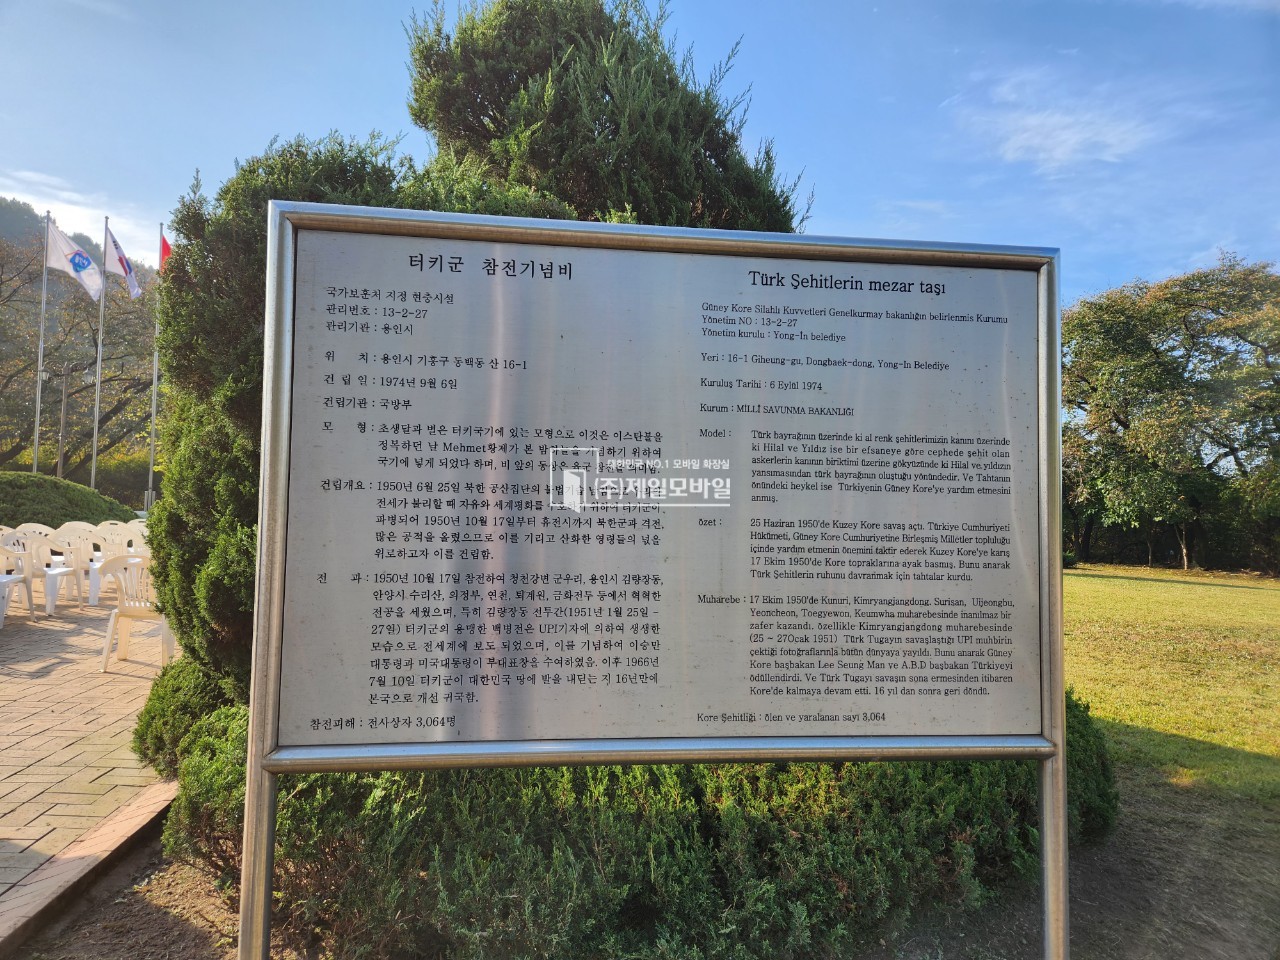 터키군 참전기념비
국가보훈처 지정 현충시설
관리번호 : 13-2-27
관리기관 : 용인시
위 치 : 용인시 기흥구 동백동 산 16-1
건 립 일 : 1974년 9월 6일
건립기관 : 국방부
모 형 : 초생달과 별은 터키국기에 있는 모형으로 이것은 이스탄불을
정복하던 날 Mehmet황제가 본 위하여
국기에 넣게 되었다 하며, 비 앞의
건립개요 : 1950년 6월 25일 북한 공산집단의
전세가 불리할 때 자유와 세계평화를 위하여 터키군이
파병되어 1950년 10월 17일부터 휴전시까지 북한군과 격전,
많은 공적을 올렸으므로 이를 기리고 산화한 영령들의 넋을
위로하고자 이를 건립함.
전 과 : 1950년 10월 17일 참전하여 청천강변 군우리, 용인시 김량장동,
안양시 수리산, 의정부, 연천, 퇴계원, 금화전투 등에서 혁혁한
전공을 세웠으며, 특히 김량장동 전투간(1951년 1월 25일 -
27일) 터키군의 용맹한 백병전은 UPI기자에 의하여 생생한
모습으로 전세계에 보도 되었으며, 이를 기념하여 이승만
대통령과 미국대통령이 부대표창을 수여하였음. 이후 1966년
7월 10일 터키군이 대한민국 땅에 발을 내딛는 지 16년만에
본국으로 개선 귀국함.
참전피해 : 전사상자 3,064명
Türk Şehitlerin mezar taşı
Güney Kore Silahlı Kuvvetleri Genelkurmay bakanlığın belirlenmis Kurumu
Yönetim NO : 13-2-27
Yönetim kurulu : Yong-In belediye
Yeri : 16-1 Giheung-gu, Dongbaek-dong, Yong-In Belediye
Kuruluş Tarihi : 6 Eylül 1974
Kurum : MİLLİ SAVUNMA BAKANLIĞI
Model : Türk bayrağının üzerinde ki al renk şehitlerimizin kanını üzerinde
ki Hilal ve Yıldız ise bir efsaneye göre cephede şehit olan
askerlerin kanının biriktimi üzerine gökyüzünde ki Hilal ve yıldızın
yansımasından türk bayrağının oluştuğu yönündedir. Ve Tahtanın
önündeki heykel ise Türkiyenin Güney Kore'ye yardım etmesini
anmış.
özet : 25 Haziran 1950'de Kuzey Kore savaş açtı. Türkiye Cumhuriyeti
Hükümeti, Güney Kore Cumhuriyetine Birleşmiş Milletler topluluğu
içinde yardım etmenin önemini taktir ederek Kuzey Kore'ye karış
17 Ekim 1950'de Kore topraklarına ayak basmış. Bunu anarak
Türk Şehitlerin ruhunu davranmak için tahtalar kurdu.
Muharebe : 17 Ekim 1950'de Kunuri, Kimryangjangdong, Surisan, Uijeongbu,
Yeoncheon, Toegyewon, Keumwha muharebesinde inanılmaz bir
zafer kazandı. özellikle Kimryangjangdong muharebesinde
(25 - 27Ocak 1951) Türk Tugayın savaşlaştığı UPI muhbirin
çektiği fotoğraflarınla bütün dünyaya yayıldı. Bunu anarak Güney
Kore başbakan Lee Seung Man ve A.B.D başbakan Türkiyeyi
ödüllendirdi. Ve Türk Tugayı savaşın sona ermesinden itibaren
Kore'de kalmaya devam etti. 16 yıl dan sonra geri döndü.
Kore Şehitliği : ölen ve yaralanan sayı 3,064
대한민국 NO.1 모바일 화장실
(주)제일모바일